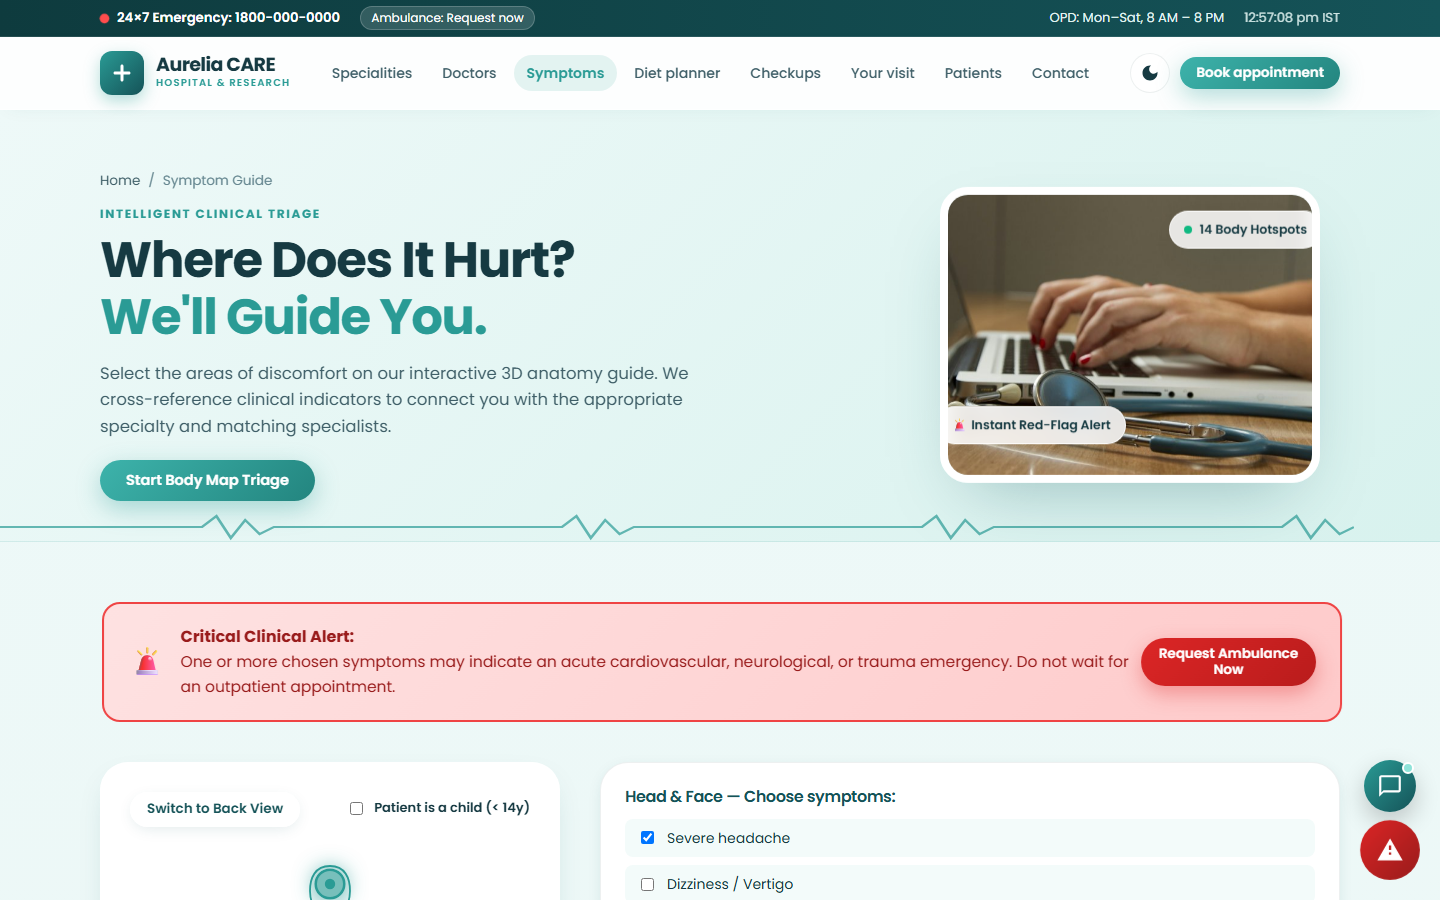 24×7 Emergency: 1800-000-0000
Ambulance: Request now
OPD: Mon–Sat, 8 AM – 8 PM
12:57:08 pm IST
Aurelia CARE
HOSPITAL & RESEARCH
Specialities
Doctors
Symptoms
Diet planner
Checkups
Your visit
Patients
Contact
Book appointment
Home / Symptom Guide
INTELLIGENT CLINICAL TRIAGE
Where Does It Hurt?
We'll Guide You.
Select the areas of discomfort on our interactive 3D anatomy guide. We
cross-reference clinical indicators to connect you with the appropriate
specialty and matching specialists.
Start Body Map Triage
14 Body Hotspots
Instant Red-Flag Alert
Critical Clinical Alert:
One or more chosen symptoms may indicate an acute cardiovascular, neurological, or trauma emergency. Do not wait for
an outpatient appointment.
Request Ambulance
Now
Switch to Back View
Patient is a child (< 14y)
Head & Face — Choose symptoms:
Severe headache
Dizziness / Vertigo